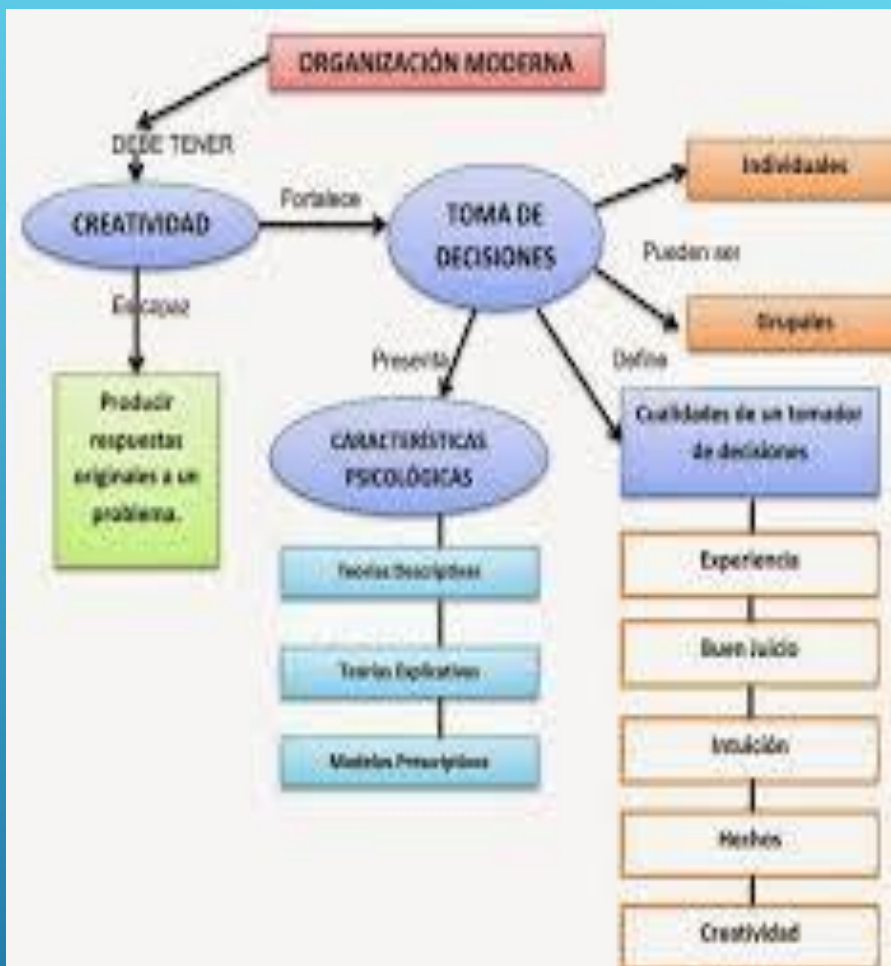 ORGANIZACIÓN MODERNA
DEBE TENER
CREATIVIDAD
Fortalece
TOMA DE
DECISIONES
Individuales
Pueden ser
Grupales
Es capaz
Producir
respuestas
originales a un
problema.
Presenta
CARACTERÍSTICAS
PSICOLÓGICAS
Teorías Descriptivas
Teorías Explicativas
Modelos Prescriptivos
Define
Cualidades de un tomador
de decisiones
Experiencia
Buen Juicio
Intuición
Hechos
Creatividad